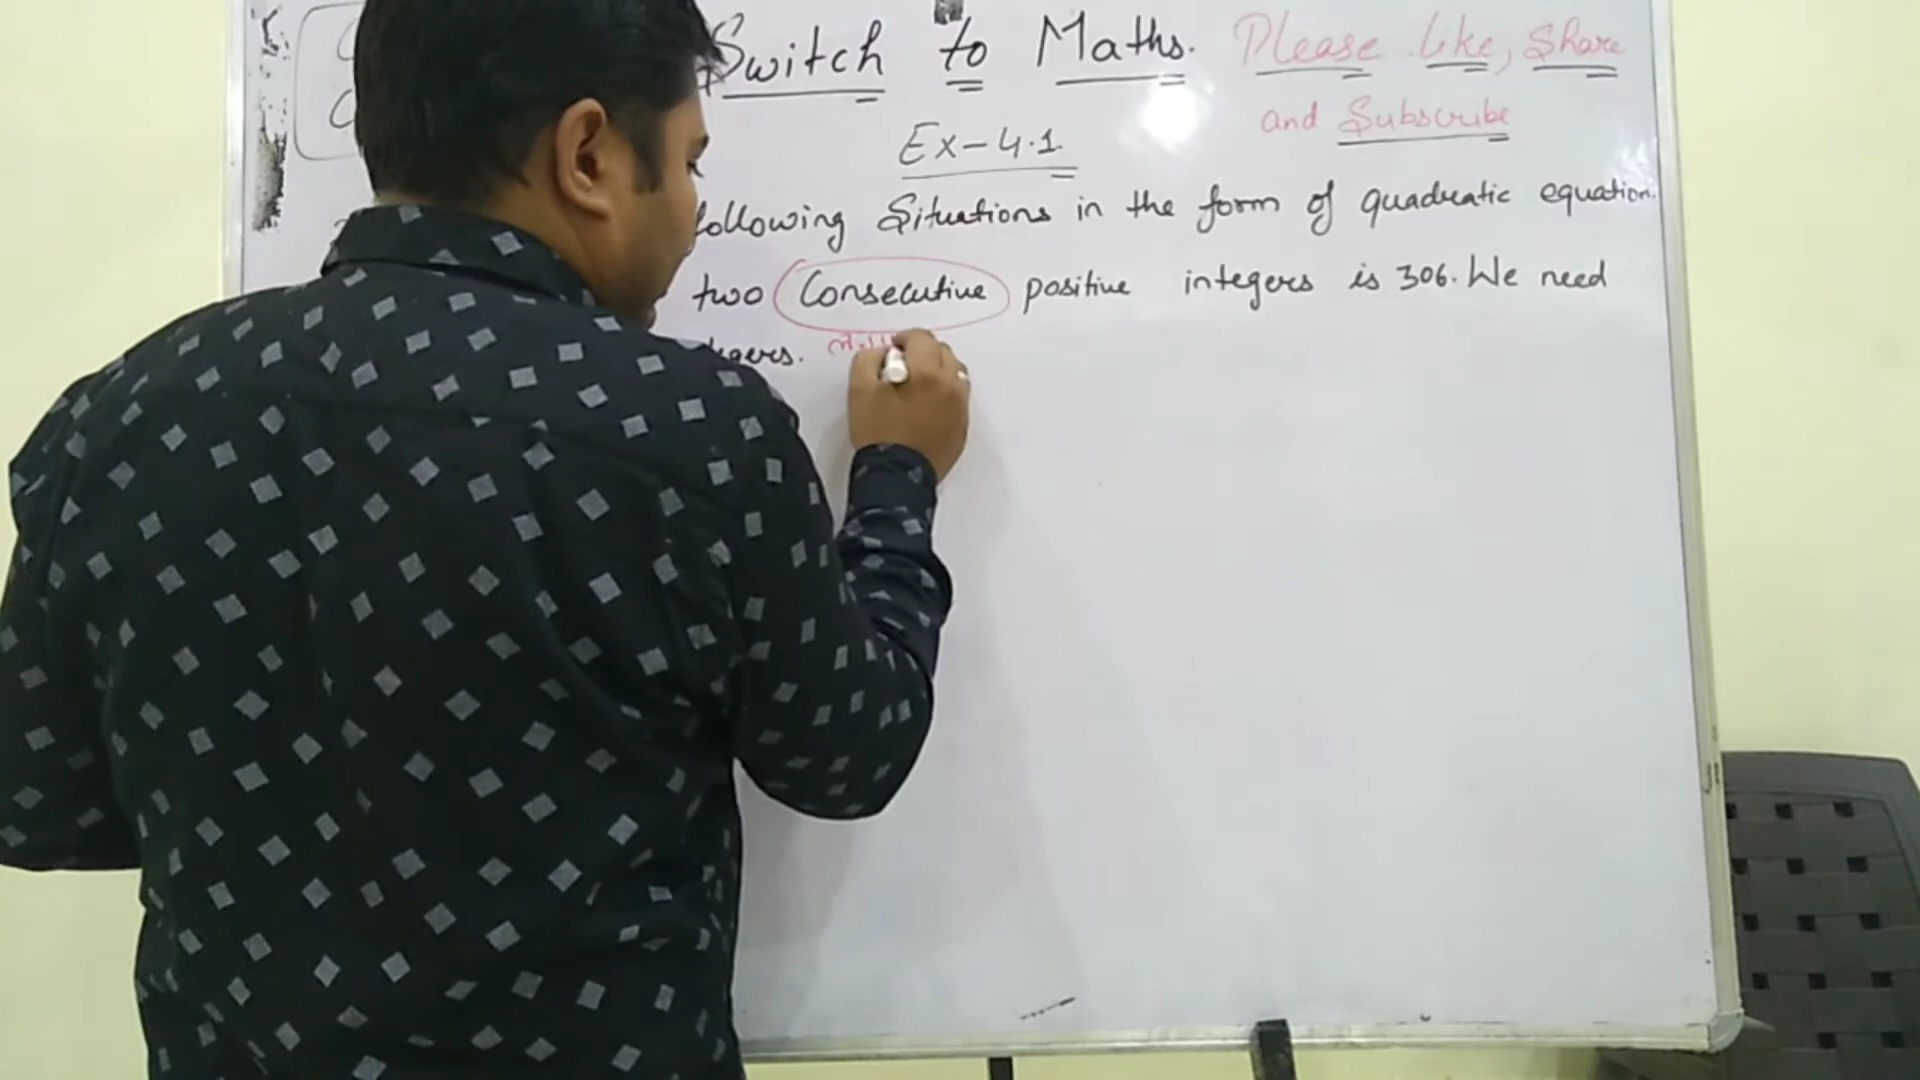 Switch to Maths. Please Like, Share
and Subscribe
Ex-4.1.
following Situations in the form of quadratic equation.
two Consecutive positive integers is 306. We need